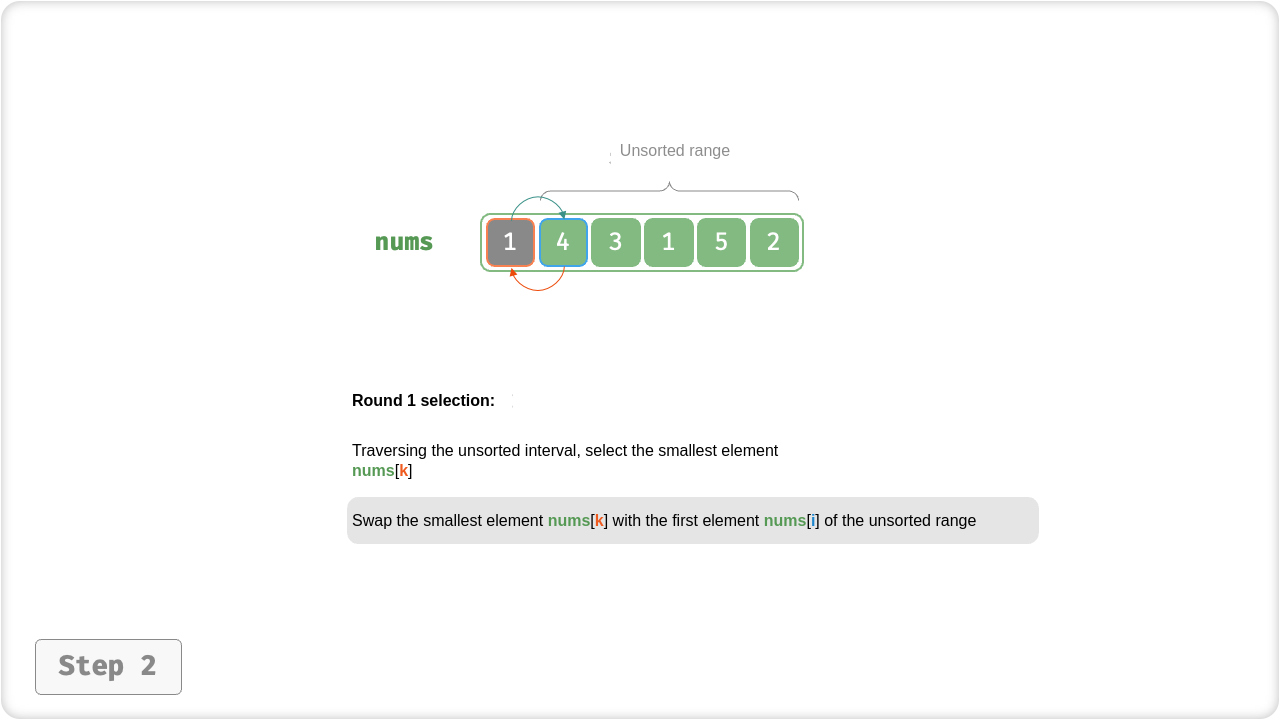 Unsorted range
nums 1 4 3 1 5 2
Round 1 selection:
Traversing the unsorted interval, select the smallest element
nums[k]
Swap the smallest element nums[k] with the first element nums[i] of the unsorted range
Step 2